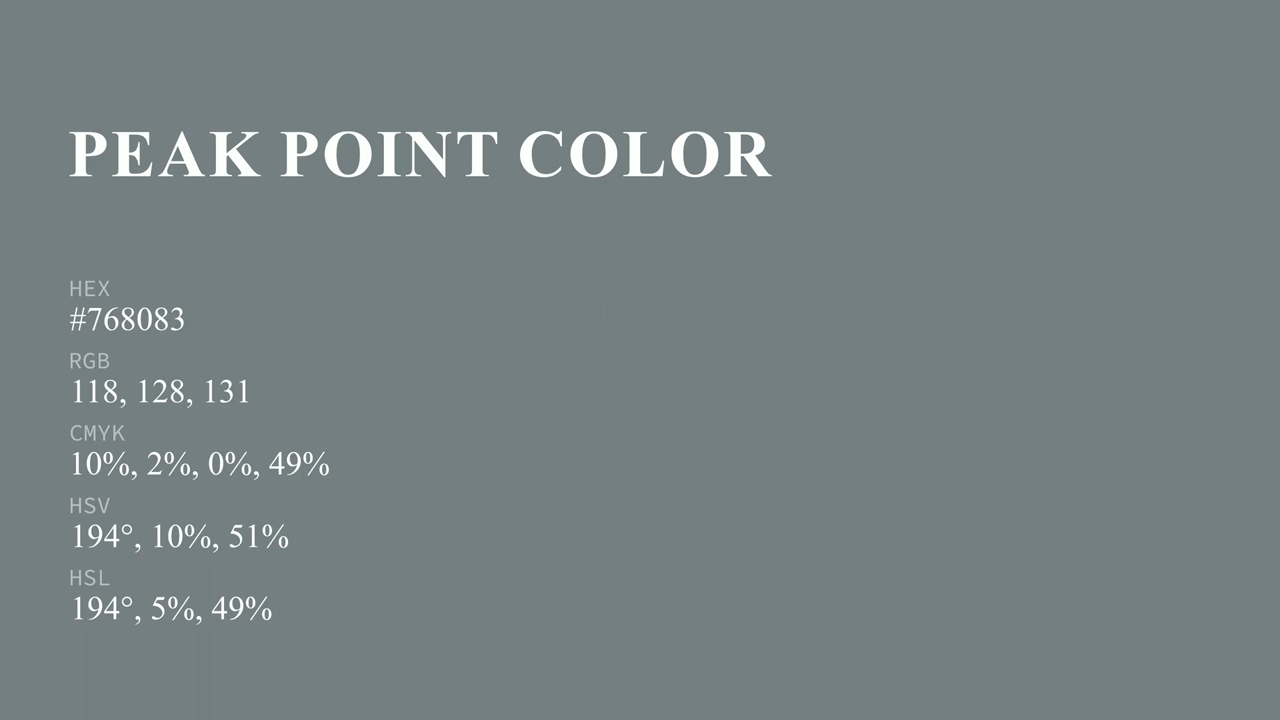 PEAK POINT COLOR
HEX
#768083
RGB
118, 128, 131
CMYK
10%, 2%, 0%, 49%
HSV
194°, 10%, 51%
HSL
194°, 5%, 49%